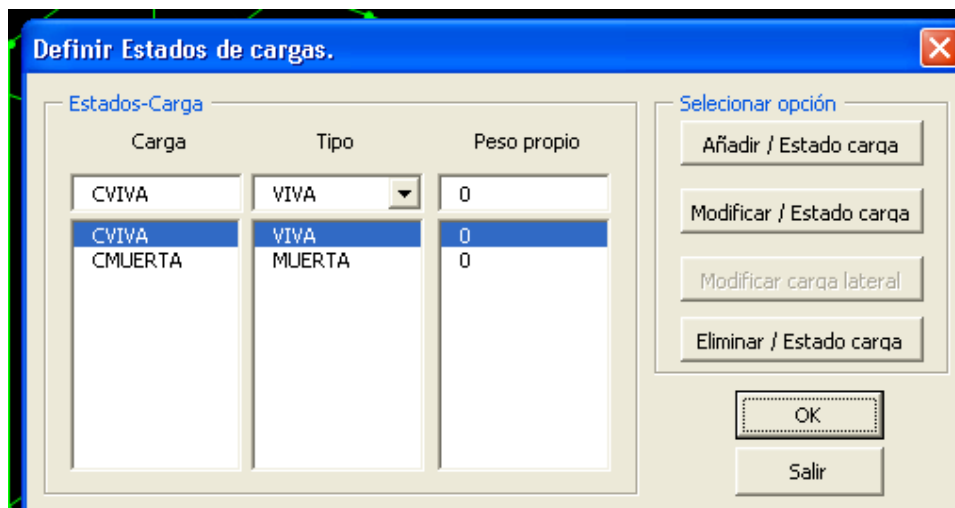 Definir Estados de cargas.
Estados-Carga
Carga Tipo Peso propio
CVIVA VIVA 0
CVIVA VIVA 0
CMUERTA MUERTA 0
Selecionar opción
Añadir / Estado carga
Modificar / Estado carga
Modificar carga lateral
Eliminar / Estado carga
OK
Salir